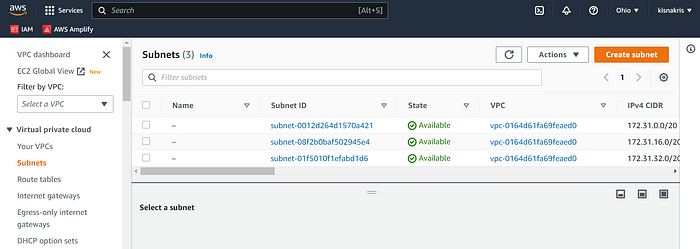 aws
Services
Search
[Alt+S]
Ohio
kisnakris
IAM
AWS Amplify
VPC dashboard
EC2 Global View
New
Filter by VPC:
Select a VPC
Virtual private cloud
Your VPCs
Subnets
Route tables
Internet gateways
Egress-only internet
gateways
DHCP option sets
Subnets (3) Info
Actions
Create subnet
Filter subnets
1
Name Subnet ID State VPC IPv4 CIDR
– subnet-0012d264d1570a421 Available vpc-0164d61fa69feaed0 172.31.0.0/20
– subnet-08f2b0baf502945e4 Available vpc-0164d61fa69feaed0 172.31.16.0/20
– subnet-01f5010f1efabd1d6 Available vpc-0164d61fa69feaed0 172.31.32.0/20
Select a subnet